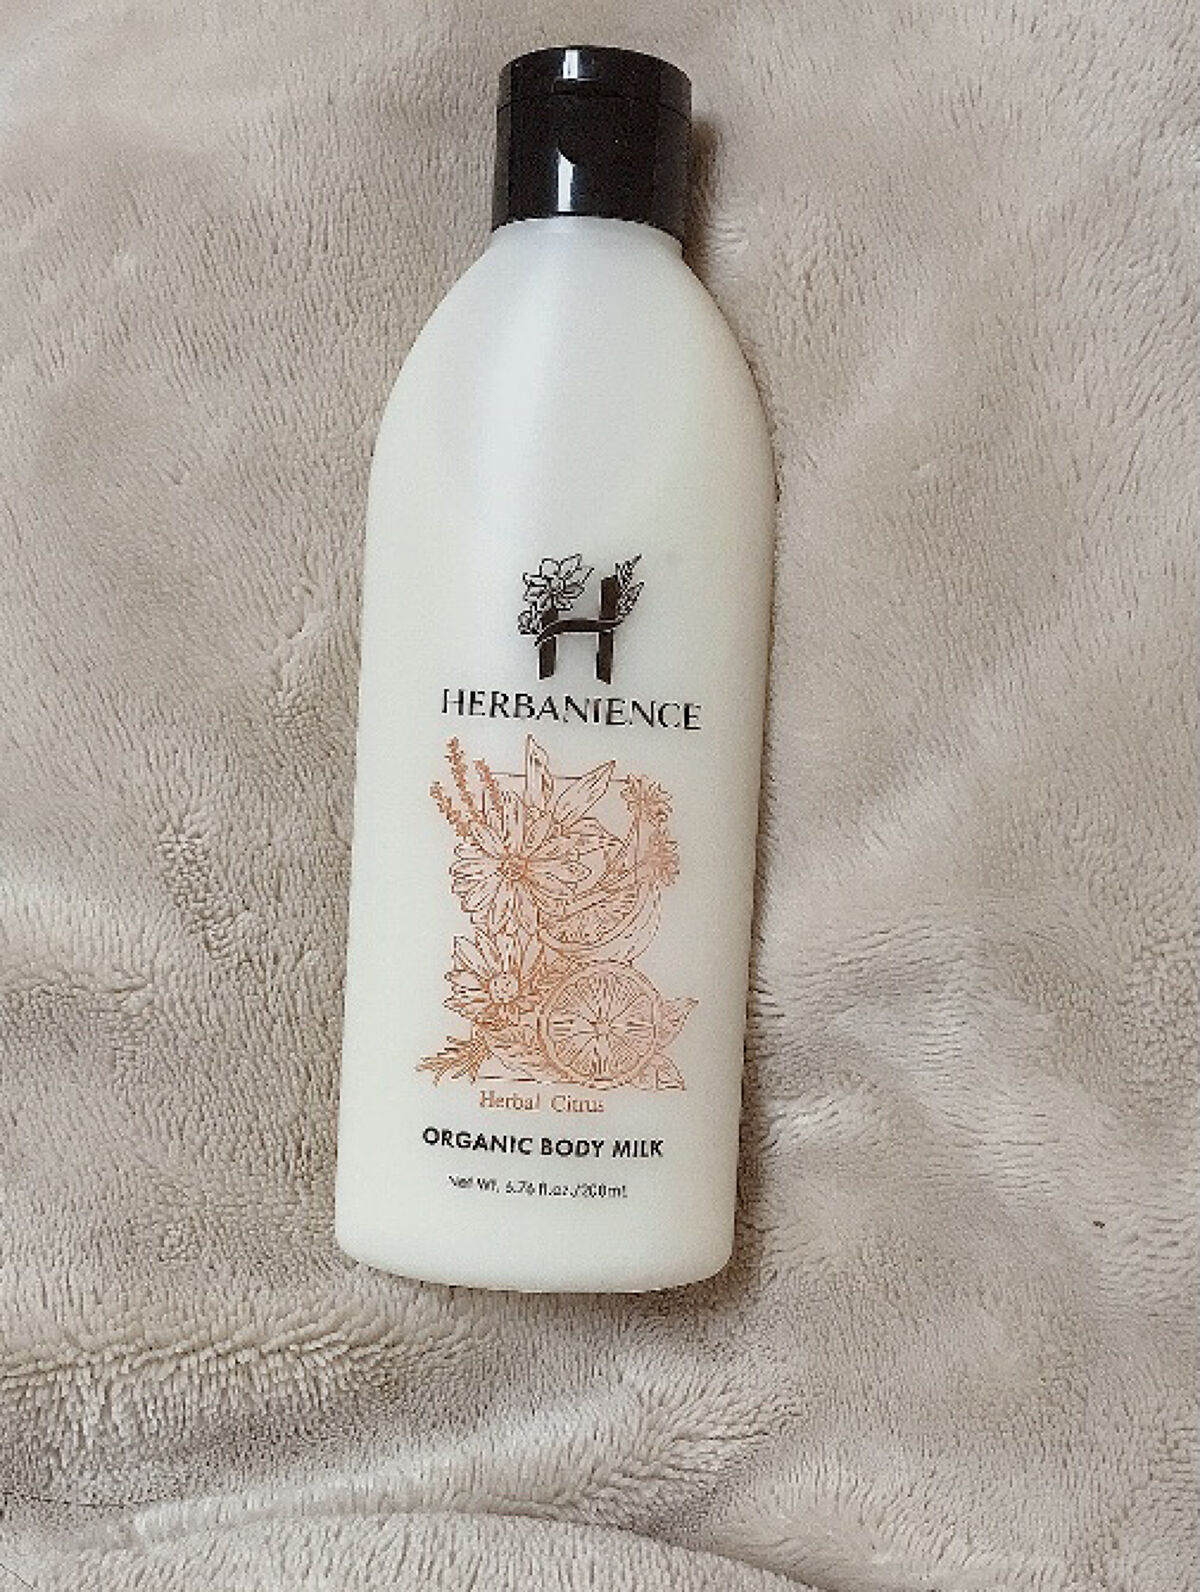 H
HERBANIENCE
Herbal Citrus
ORGANIC BODY MILK
Net Wt. 6.76 fl.oz./200mL